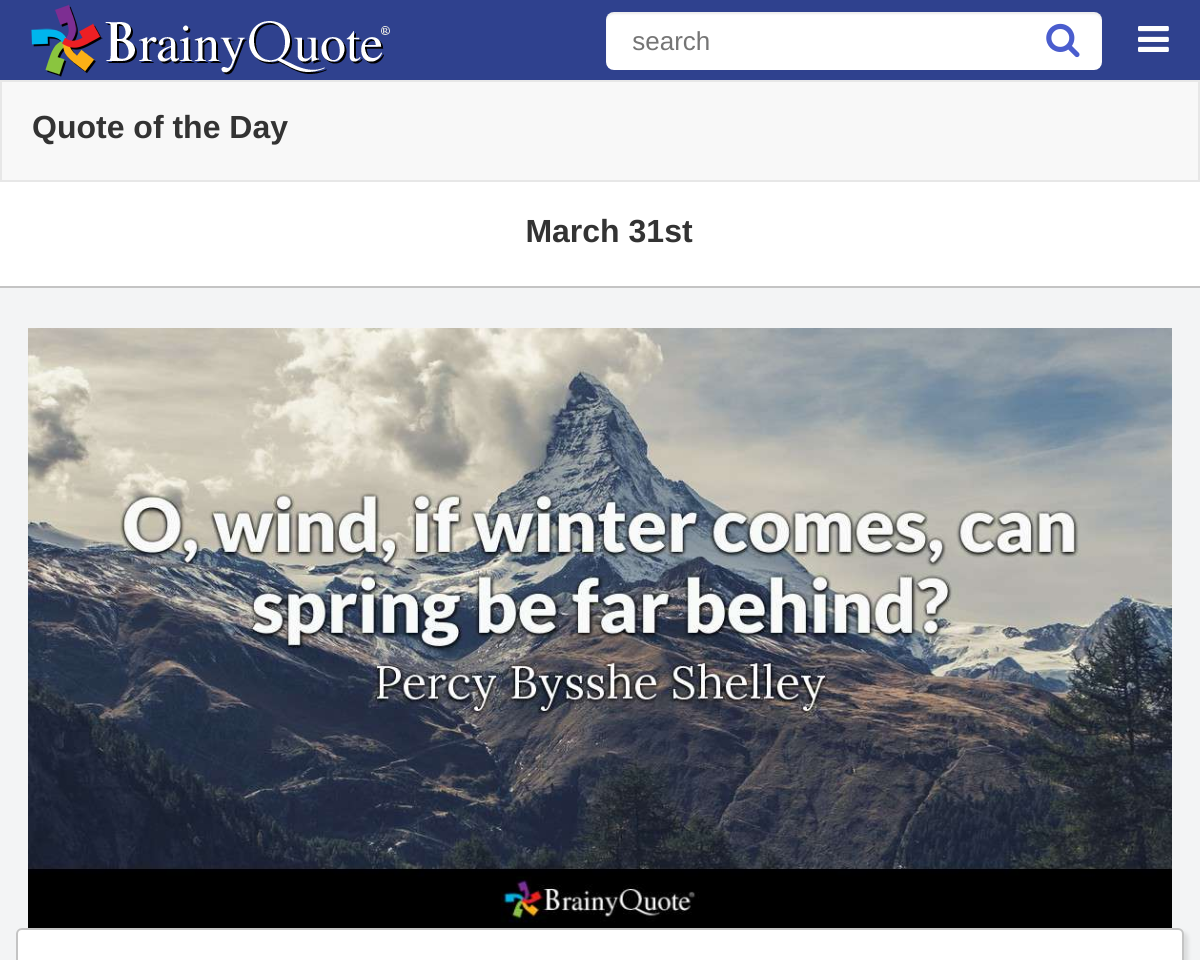 BrainyQuote®
search
Quote of the Day
March 31st
O, wind, if winter comes, can
spring be far behind?
Percy Bysshe Shelley
BrainyQuote®